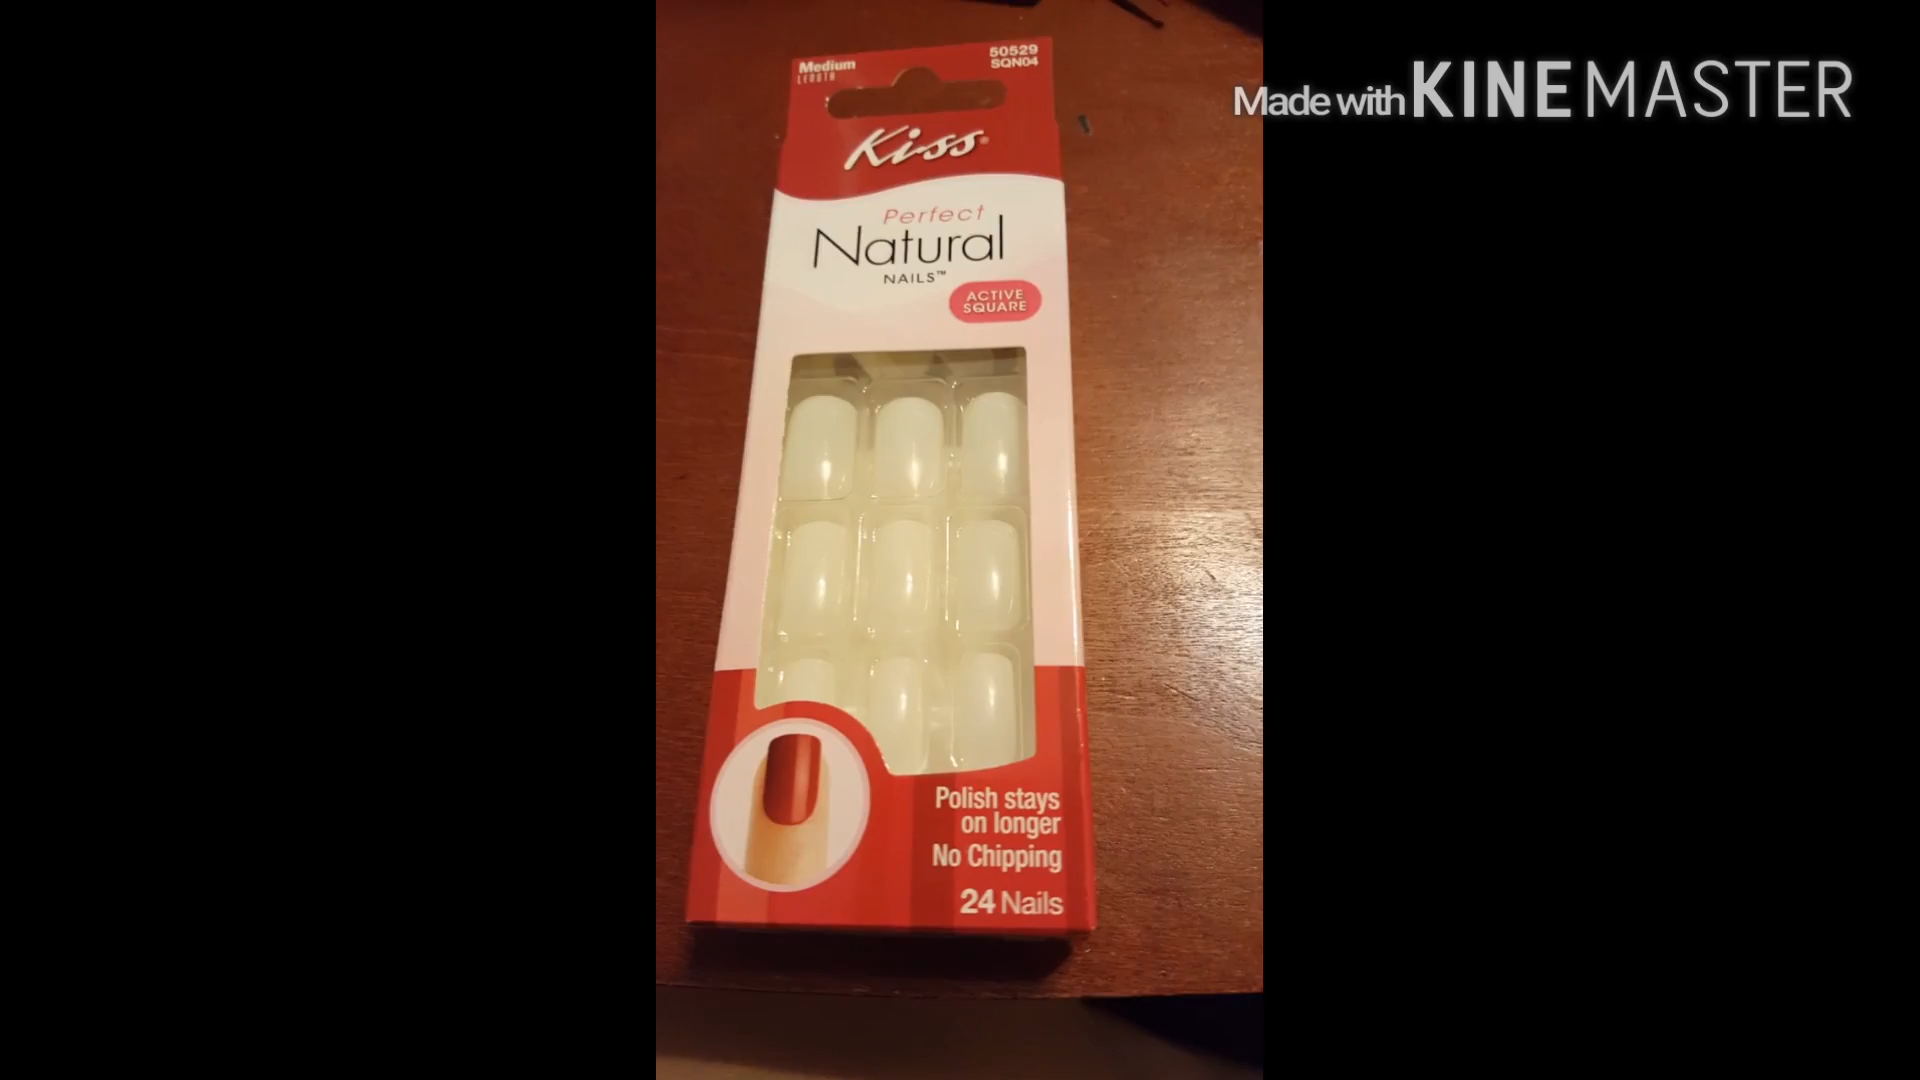 Medium
LENGTH
50529
SQN04
Kiss®
Perfect
Natural
NAILS™
ACTIVE
SQUARE
Polish stays
on longer
No Chipping
24 Nails
Made with KINEMASTER